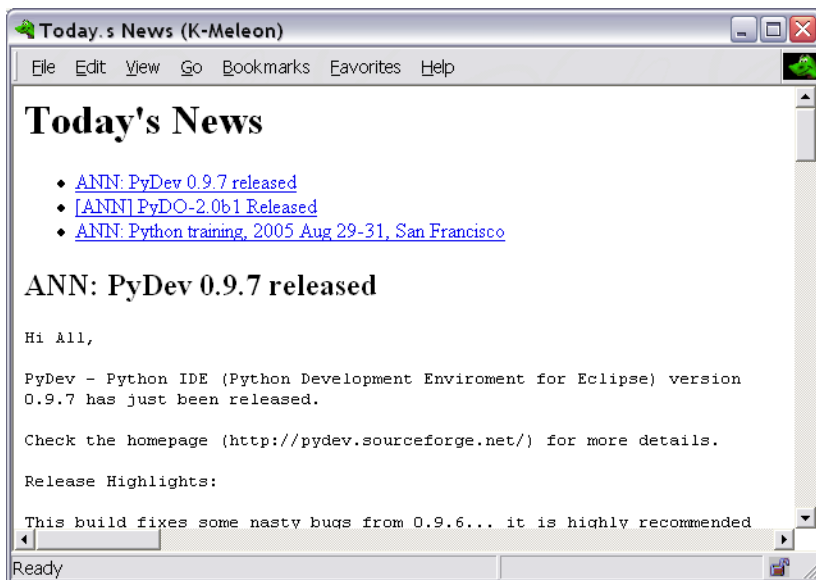 Today.s News (K-Meleon)
File Edit View Go Bookmarks Favorites Help
Today's News
ANN: PyDev 0.9.7 released
[ANN] PyDO-2.0b1 Released
ANN: Python training, 2005 Aug 29-31, San Francisco
ANN: PyDev 0.9.7 released
Hi All,
PyDev - Python IDE (Python Development Enviroment for Eclipse) version
0.9.7 has just been released.
Check the homepage (http://pydev.sourceforge.net/) for more details.
Release Highlights:
This build fixes some nasty bugs from 0.9.6... it is highly recommended
Ready